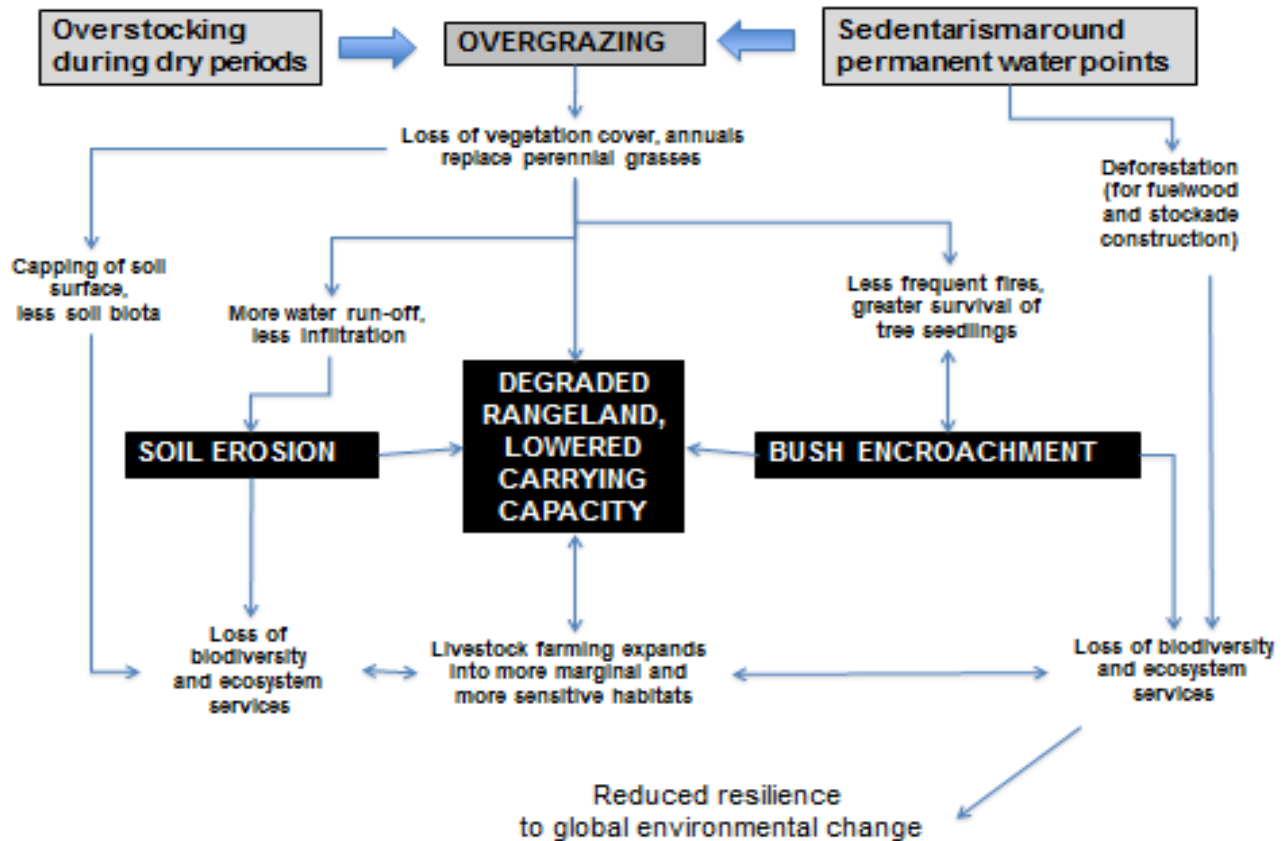 Overstocking
during dry periods
OVERGRAZING
Sedentarismaround
permanent waterpoints
Loss of vegetation cover, annuals
replace perennial grasses
Deforestation
(for fuelwood
and stockade
construction)
Capping of soil
surface,
less soil biota
More water run-off,
less infiltration
Less frequent fires,
greater survival of
tree seedlings
DEGRADED
RANGELAND,
LOWERED
CARRYING
CAPACITY
SOIL EROSION
BUSH ENCROACHMENT
Loss of
biodiversity
and ecosystem
services
Livestock farming expands
into more marginal and
more sensitive habitats
Loss of biodiversity
and ecosystem
services
Reduced resilience
to global environmental change